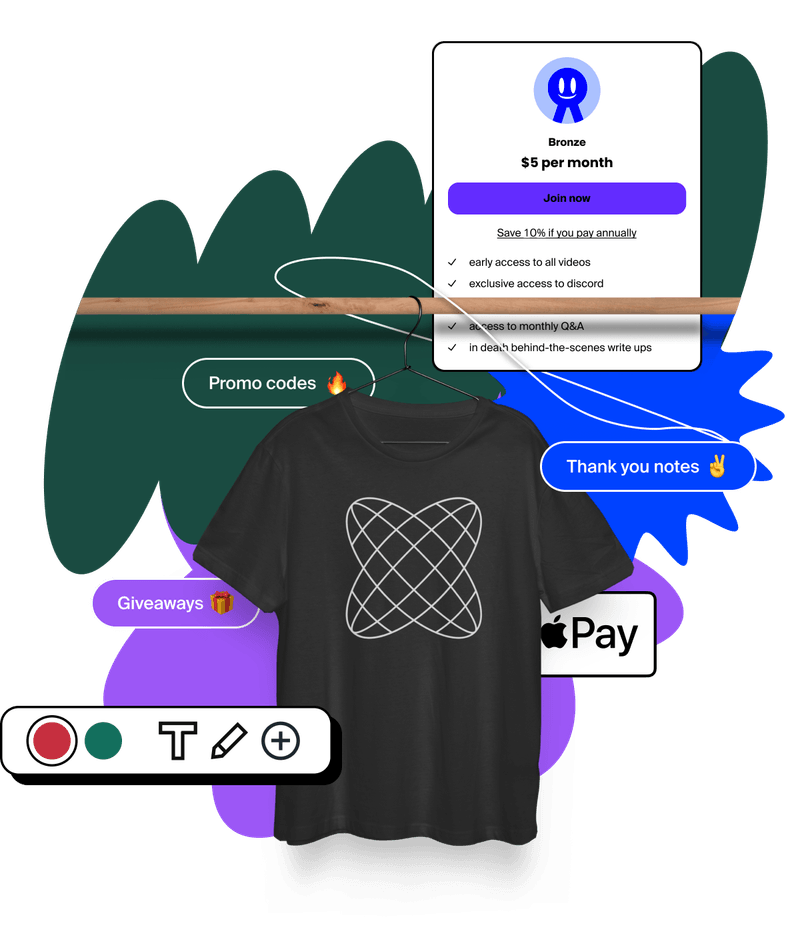 Bronze
$5 per month
Join now
Save 10% if you pay annually
early access to all videos
exclusive access to discord
access to monthly Q&A
in death behind-the-scenes write ups
Promo codes 🔥
Thank you notes ✌️
Giveaways 🎁
Pay
T